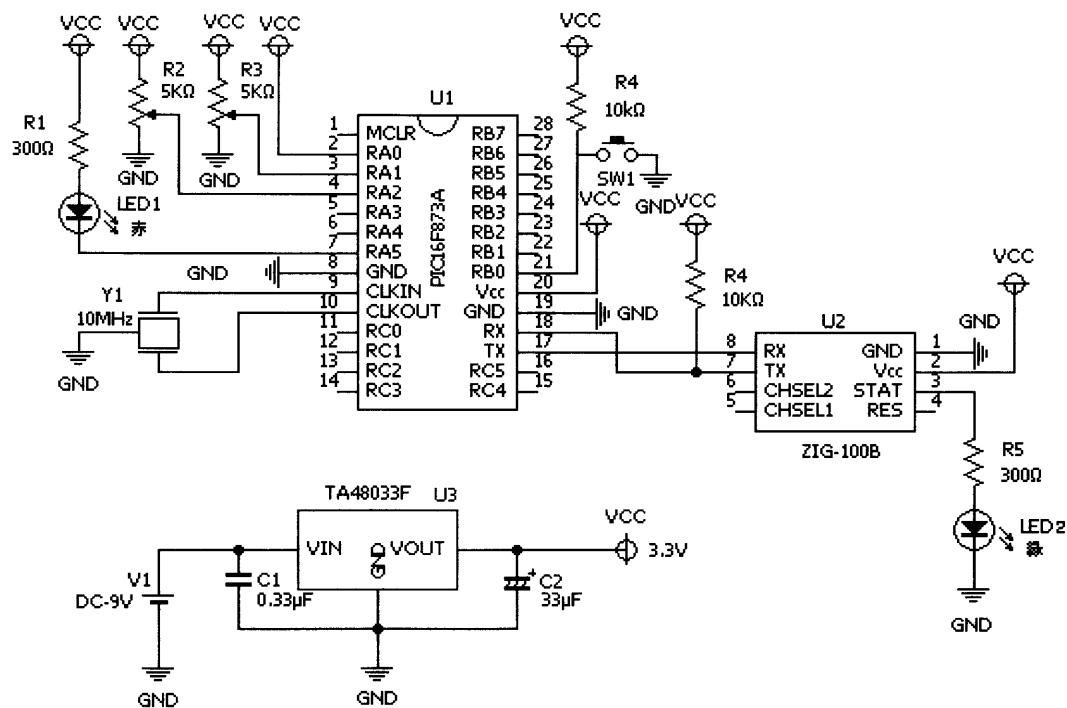 VCC
VCC
VCC
VCC
VCC
R1
300Ω
R2
5KΩ
R3
5KΩ
R4
10kΩ
GND
GND
LED1
赤
SW1
GND
VCC
VCC
U1
PIC16F873A
1 MCLR
2 RA0
3 RA1
4 RA2
5 RA3
6 RA4
7 RA5
8 GND
9 CLKIN
10 CLKOUT
11 RC0
12 RC1
13 RC2
14 RC3
RB7 28
RB6 27
RB5 26
RB4 25
RB3 24
RB2 23
RB1 22
RB0 21
Vcc 20
GND 19
RX 18
TX 17
RC5 16
RC4 15
GND
Y1
10MHz
GND
GND
R4
10KΩ
VCC
GND
U2
8 RX
7 TX
6 CHSEL2
5 CHSEL1
GND 1
Vcc 2
STAT 3
RES 4
ZIG-100B
R5
300Ω
LED2
緑
GND
TA48033F
U3
VIN
GND
VOUT
VCC
3.3V
V1
DC-9V
C1
0.33µF
C2
+
33µF
GND
GND